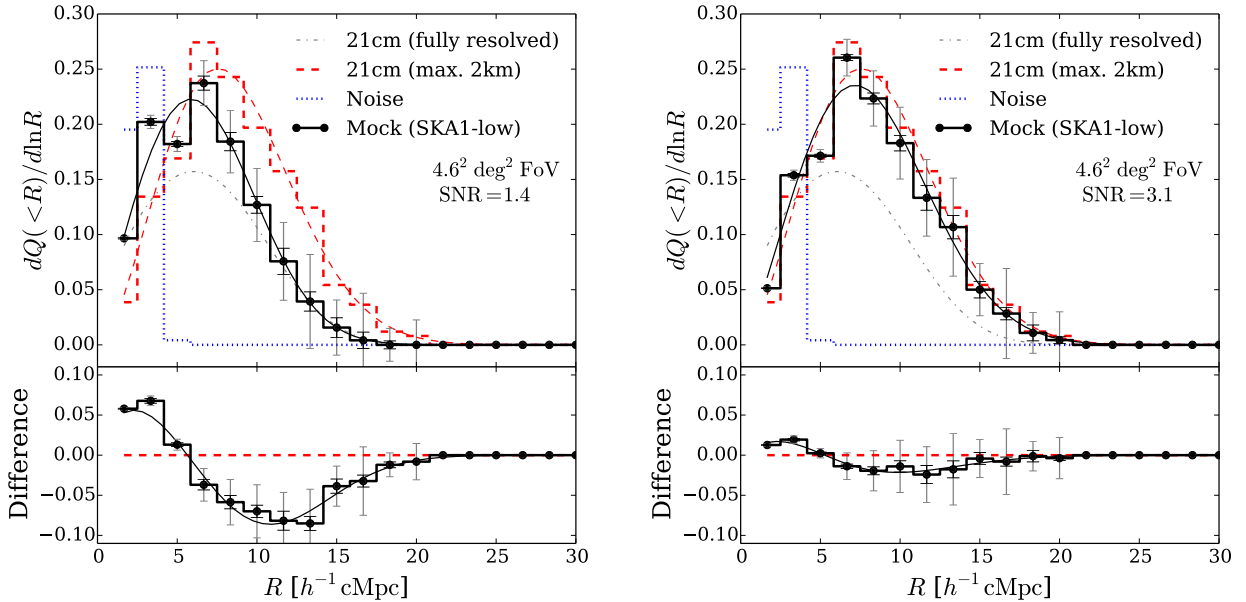 0.30
0.25
0.20
0.15
0.10
0.05
0.00
dQ(<R)/dlnR
21cm (fully resolved)
21cm (max. 2km)
Noise
Mock (SKA1-low)
4.6² deg² FoV
SNR=1.4
0.10
0.05
0.00
−0.05
−0.10
Difference
0 5 10 15 20 25 30
R [h⁻¹cMpc]
0.30
0.25
0.20
0.15
0.10
0.05
0.00
dQ(<R)/dlnR
21cm (fully resolved)
21cm (max. 2km)
Noise
Mock (SKA1-low)
4.6² deg² FoV
SNR=3.1
0.10
0.05
0.00
−0.05
−0.10
Difference
0 5 10 15 20 25 30
R [h⁻¹cMpc]